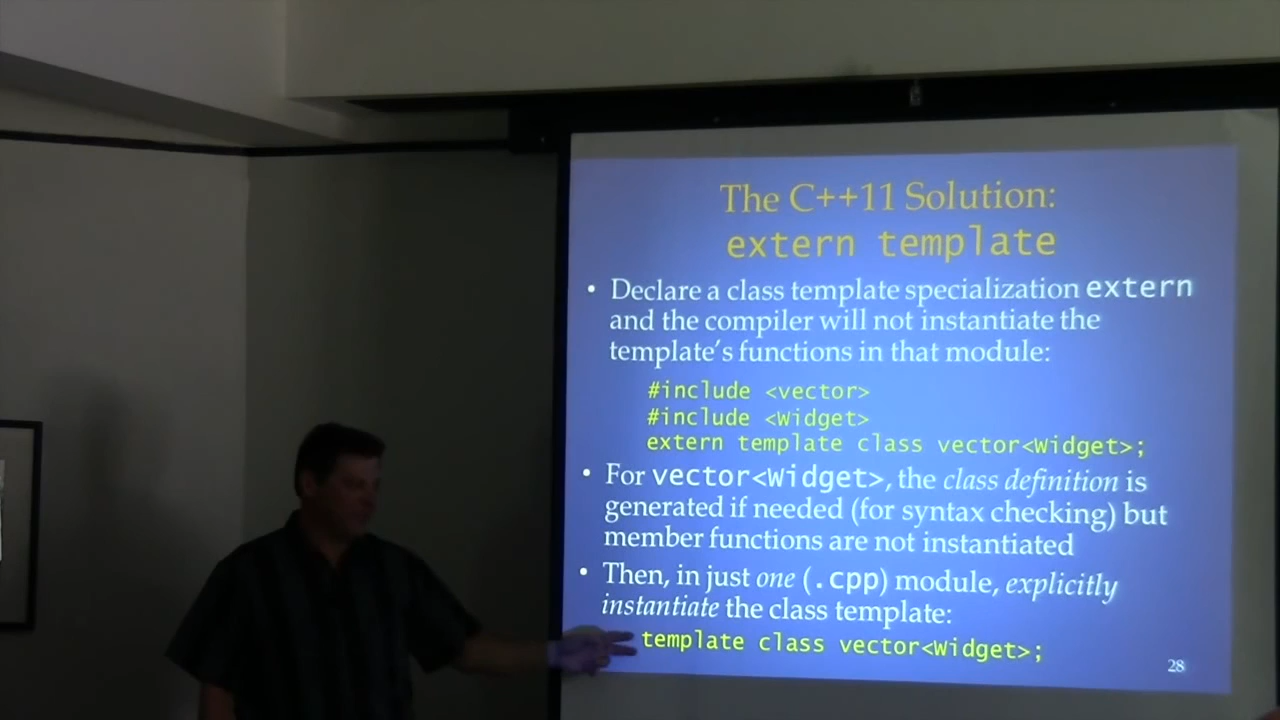 The C++11 Solution:
extern template
• Declare a class template specialization extern
and the compiler will not instantiate the
template's functions in that module:
#include <vector>
#include <Widget>
extern template class vector<Widget>;
• For vector<Widget>, the class definition is
generated if needed (for syntax checking) but
member functions are not instantiated
• Then, in just one (.cpp) module, explicitly
instantiate the class template:
template class vector<Widget>;
28